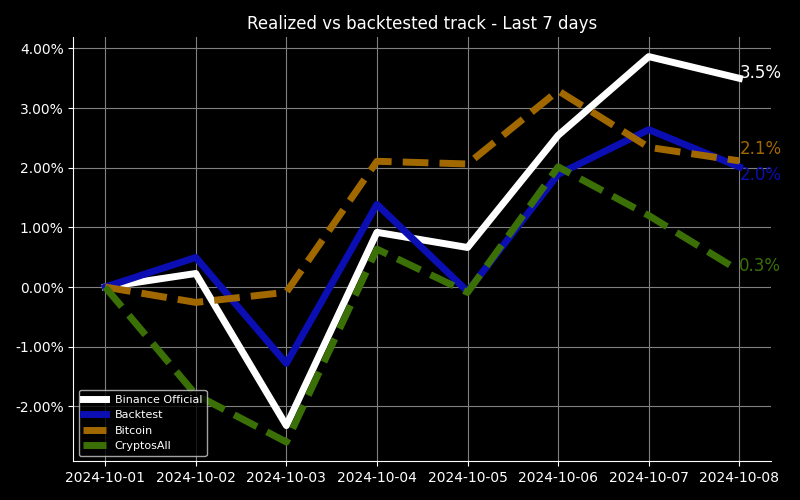 Realized vs backtested track - Last 7 days
4.00%
3.00%
2.00%
1.00%
0.00%
-1.00%
-2.00%
3.5%
2.1%
2.0%
0.3%
Binance Official
Backtest
Bitcoin
CryptosAll
2024-10-01 2024-10-02 2024-10-03 2024-10-04 2024-10-05 2024-10-06 2024-10-07 2024-10-08